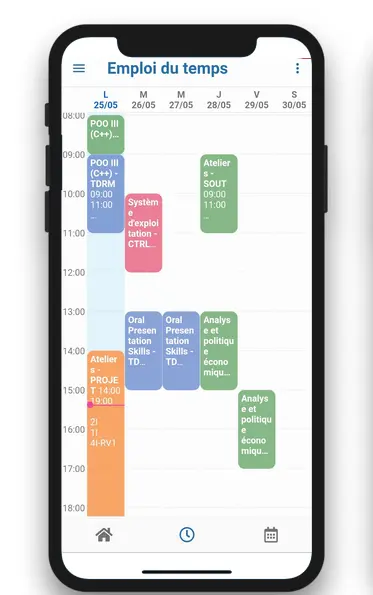 Emploi du temps
L M M J V S
25/05 26/05 27/05 28/05 29/05 30/05
08:00
09:00
10:00
11:00
12:00
13:00
14:00
15:00
16:00
17:00
18:00
POO III
(C++)...
POO III
(C++) -
TDRM
09:00
11:00
...
Atelier
s -
PROJE
T 14:00
19:00
2I
1I
4I-RV1
Systèm
e
d'exploi
tation -
CTRL...
Oral
Presen
tation
Skills -
TD...
Oral
Presen
tation
Skills -
TD...
Atelier
s -
SOUT
09:00
11:00
...
Analys
e et
politiqu
e
écono
miqu...
Analys
e et
politiqu
e
écono
miqu...